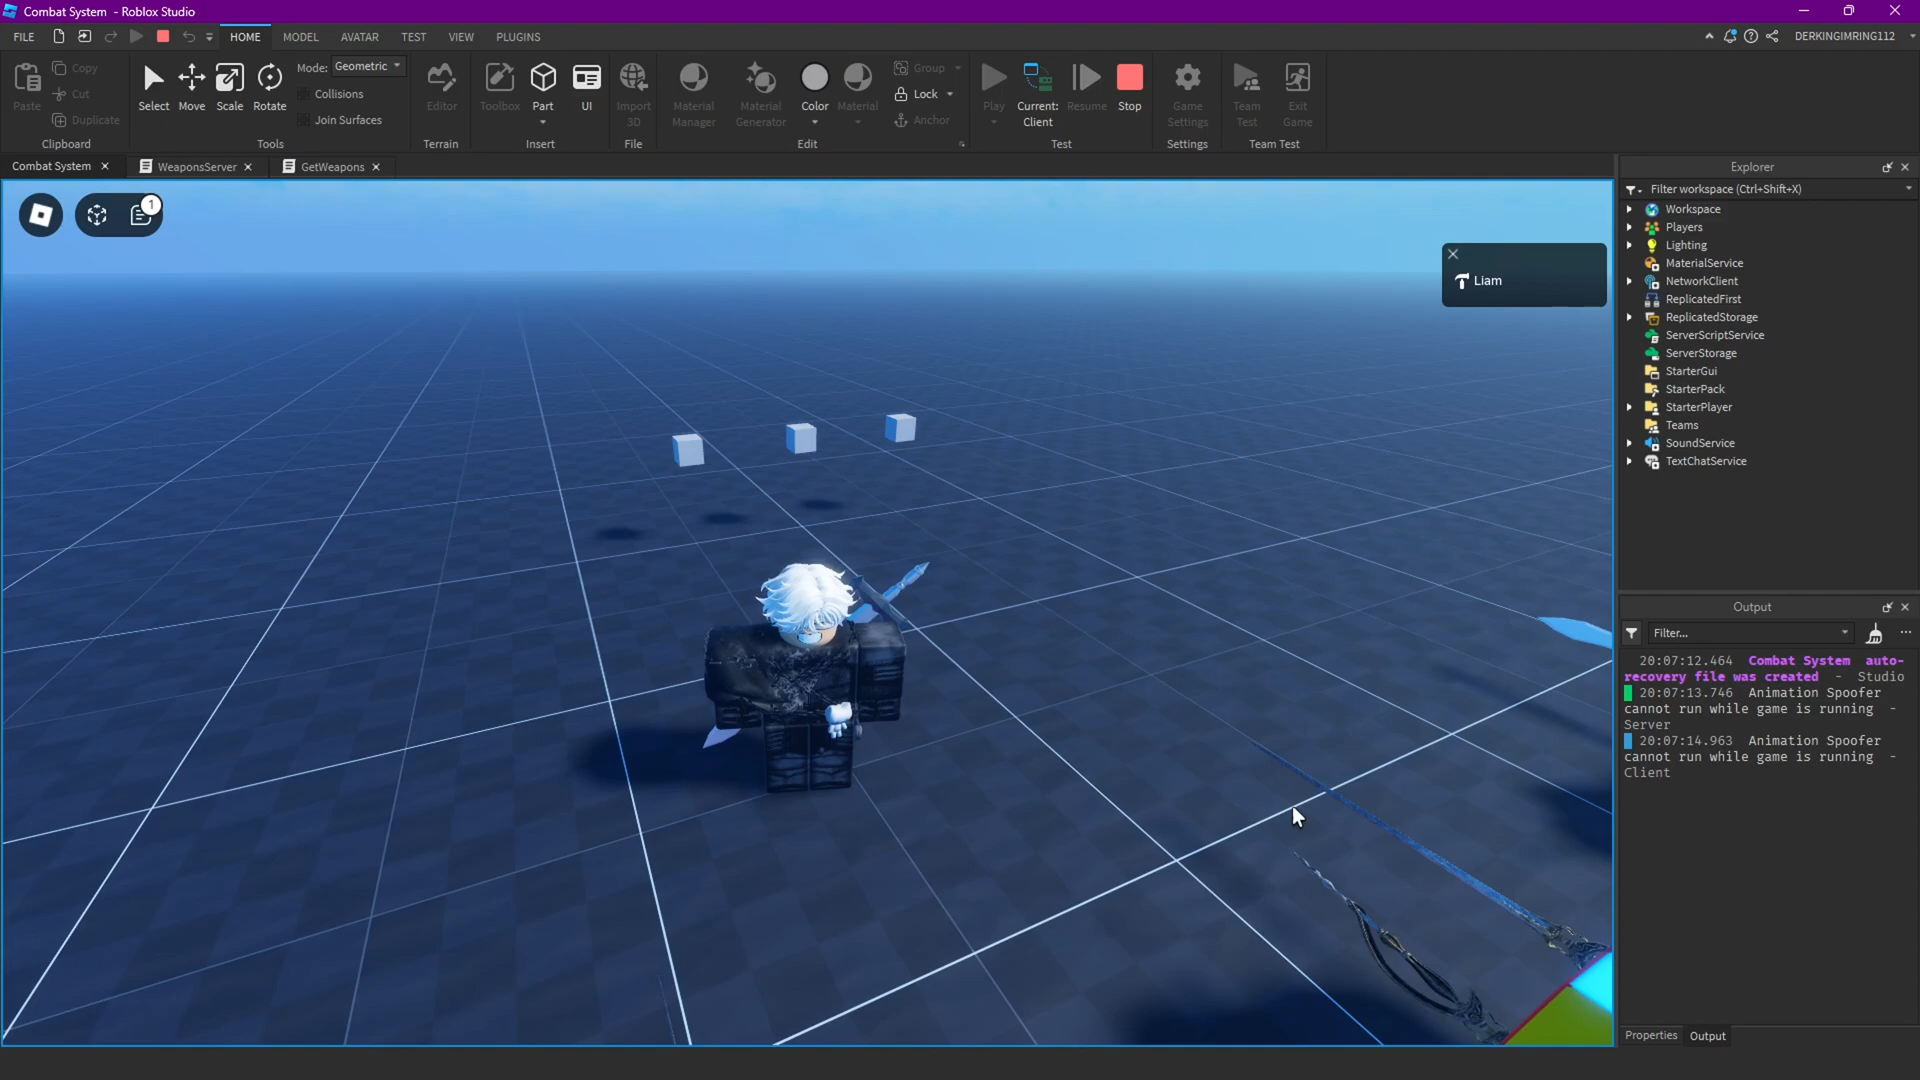 Combat System - Roblox Studio
FILE HOME MODEL AVATAR TEST VIEW PLUGINS DERKINGIMRING112
Paste Copy Cut Duplicate
Clipboard
Select Move Scale Rotate Mode: Geometric
Collisions
Join Surfaces
Tools
Editor
Terrain
Toolbox Part UI
Insert
Import 3D
File
Material Manager Material Generator Color Material Group Lock Anchor
Edit
Play Current: Client Resume Stop
Test
Game Settings
Settings
Team Test Exit Game
Team Test
Combat System WeaponsServer GetWeapons
1
Liam
Explorer
Filter workspace (Ctrl+Shift+X)
Workspace
Players
Lighting
MaterialService
NetworkClient
ReplicatedFirst
ReplicatedStorage
ServerScriptService
ServerStorage
StarterGui
StarterPack
StarterPlayer
Teams
SoundService
TextChatService
Output
Filter...
20:07:12.464 Combat System auto-
recovery file was created - Studio
20:07:13.746 Animation Spoofer
cannot run while game is running -
Server
20:07:14.963 Animation Spoofer
cannot run while game is running -
Client
Properties Output